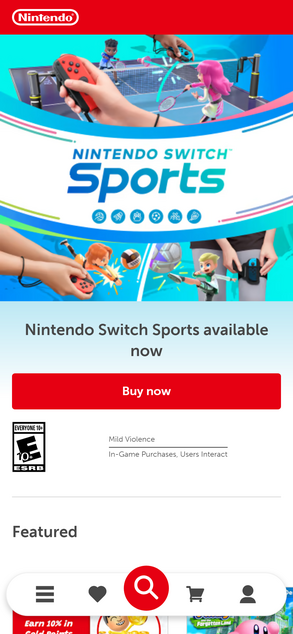 Nintendo
NINTENDO SWITCH™
Sports
Nintendo Switch Sports available
now
Buy now
EVERYONE 10+
E
10+
ESRB
Mild Violence
In-Game Purchases, Users Interact
Featured
Earn 10% in
Gold Points